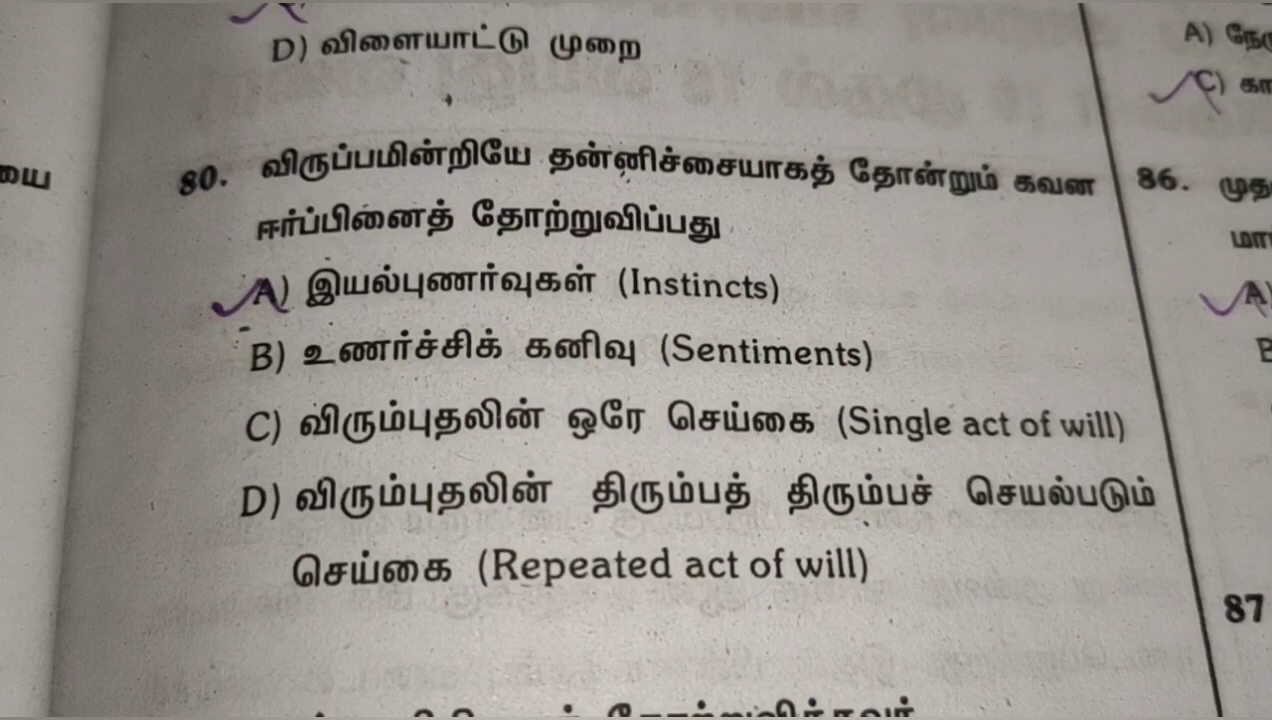 D) விளையாட்டு முறை
80. விருப்பமின்றியே தன்னிச்சையாகத் தோன்றும் கவன
ஈர்ப்பினைத் தோற்றுவிப்பது
A) இயல்புணர்வுகள் (Instincts)
B) உணர்ச்சிக் கனிவு (Sentiments)
C) விரும்புதலின் ஒரே செய்கை (Single act of will)
D) விரும்புதலின் திரும்பத் திரும்பச் செயல்படும்
செய்கை (Repeated act of will)
A)
C)
86.
A)
B
87